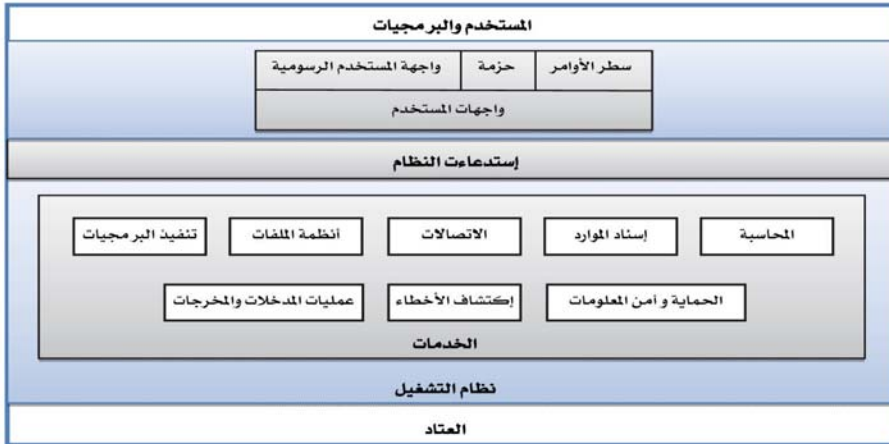 المستخدم والبرمجيات
سطر الأوامر حزمة واجهة المستخدم الرسومية
واجهات المستخدم
إستدعاءت النظام
المحاسبة إسناد الموارد الاتصالات أنظمة الملفات تنفيذ البرمجيات
الحماية و أمن المعلومات إكتشاف الأخطاء عمليات المدخلات والمخرجات
الخدمات
نظام التشغيل
العتاد